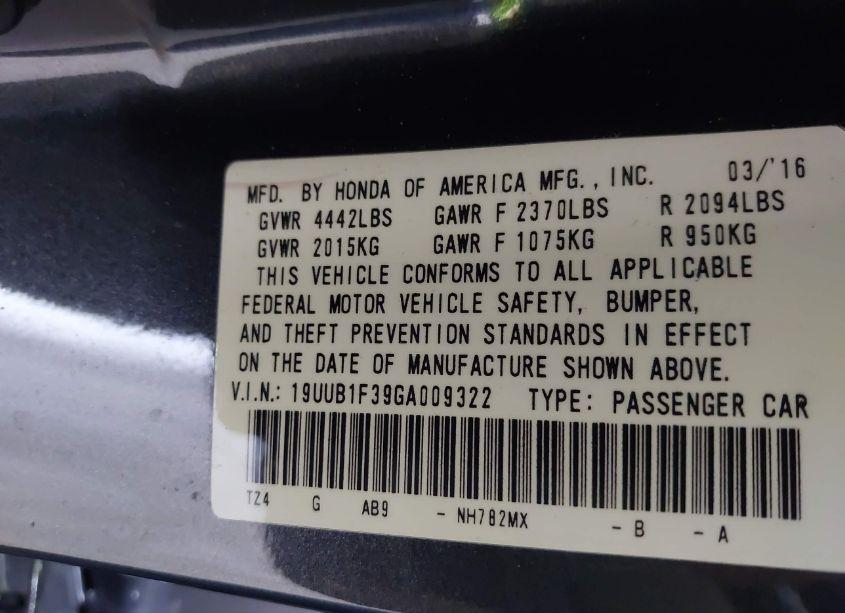 MFD. BY HONDA OF AMERICA MFG., INC. 03/'16
GVWR 4442LBS GAWR F 2370LBS R 2094LBS
GVWR 2015KG GAWR F 1075KG R 950KG
THIS VEHICLE CONFORMS TO ALL APPLICABLE
FEDERAL MOTOR VEHICLE SAFETY, BUMPER,
AND THEFT PREVENTION STANDARDS IN EFFECT
ON THE DATE OF MANUFACTURE SHOWN ABOVE.
V.I.N.: 19UUB1F39GA009322 TYPE: PASSENGER CAR
TZ4 G AB9 - NH782MX - B - A